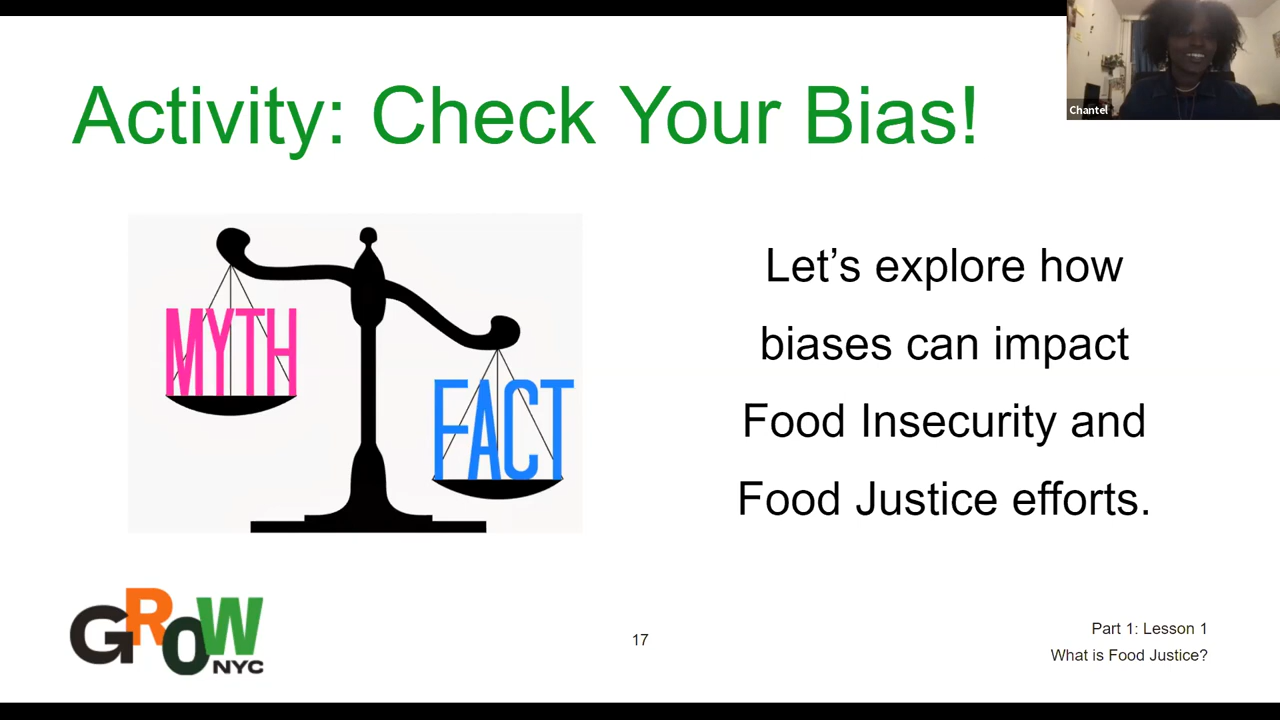 Activity: Check Your Bias!
Chantel
MYTH
FACT
Let’s explore how
biases can impact
Food Insecurity and
Food Justice efforts.
GROW
NYC
17
Part 1: Lesson 1
What is Food Justice?